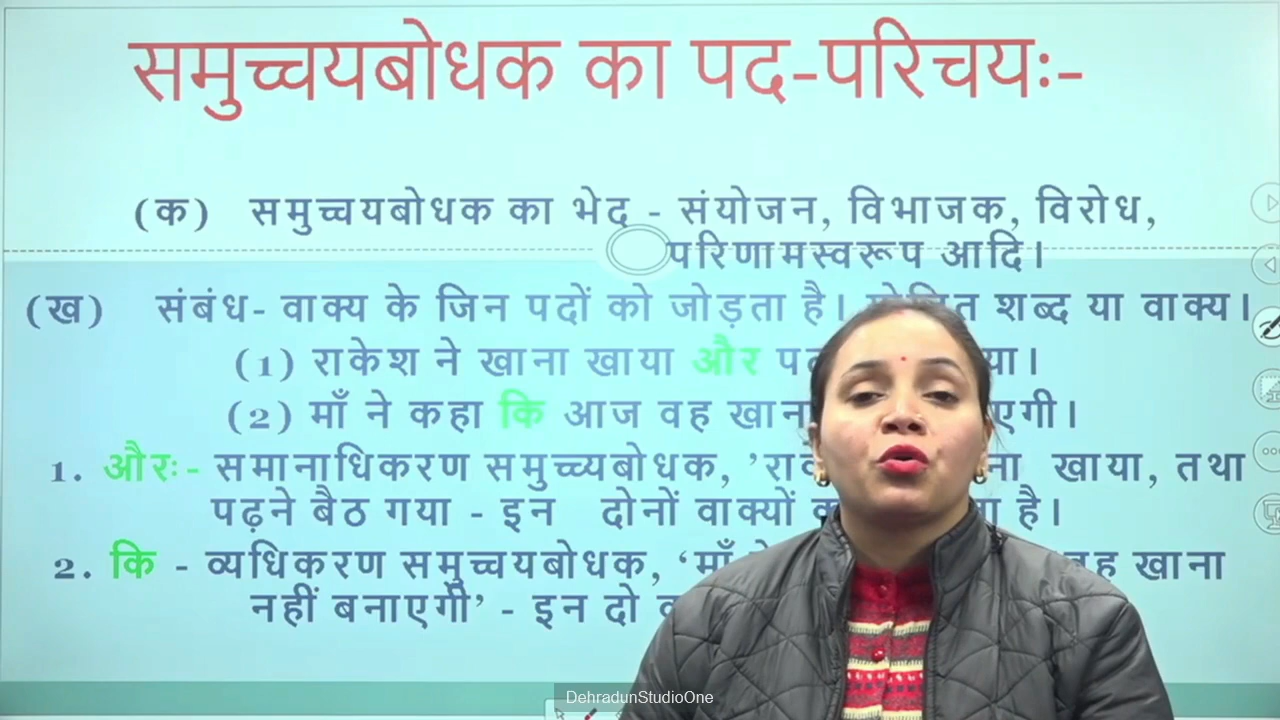 समुच्चयबोधक का पद-परिचयः-
(क) समुच्चयबोधक का भेद - संयोजन, विभाजक, विरोध,
परिणामस्वरूप आदि।
(ख) संबंध- वाक्य के जिन पदों को जोड़ता है। शब्द या वाक्य।
(1) राकेश ने खाना खाया और
(2) माँ ने कहा कि आज वह
1. औरः- समानाधिकरण समुच्च्यबोधक, खाया, तथा
पढ़ने बैठ गया - इन दोनों वाक्यों है।
2. कि - व्यधिकरण समुच्चयबोधक, ‘माँ वह खाना
नहीं बनाएगी’ - इन दो
DehradunStudioOne